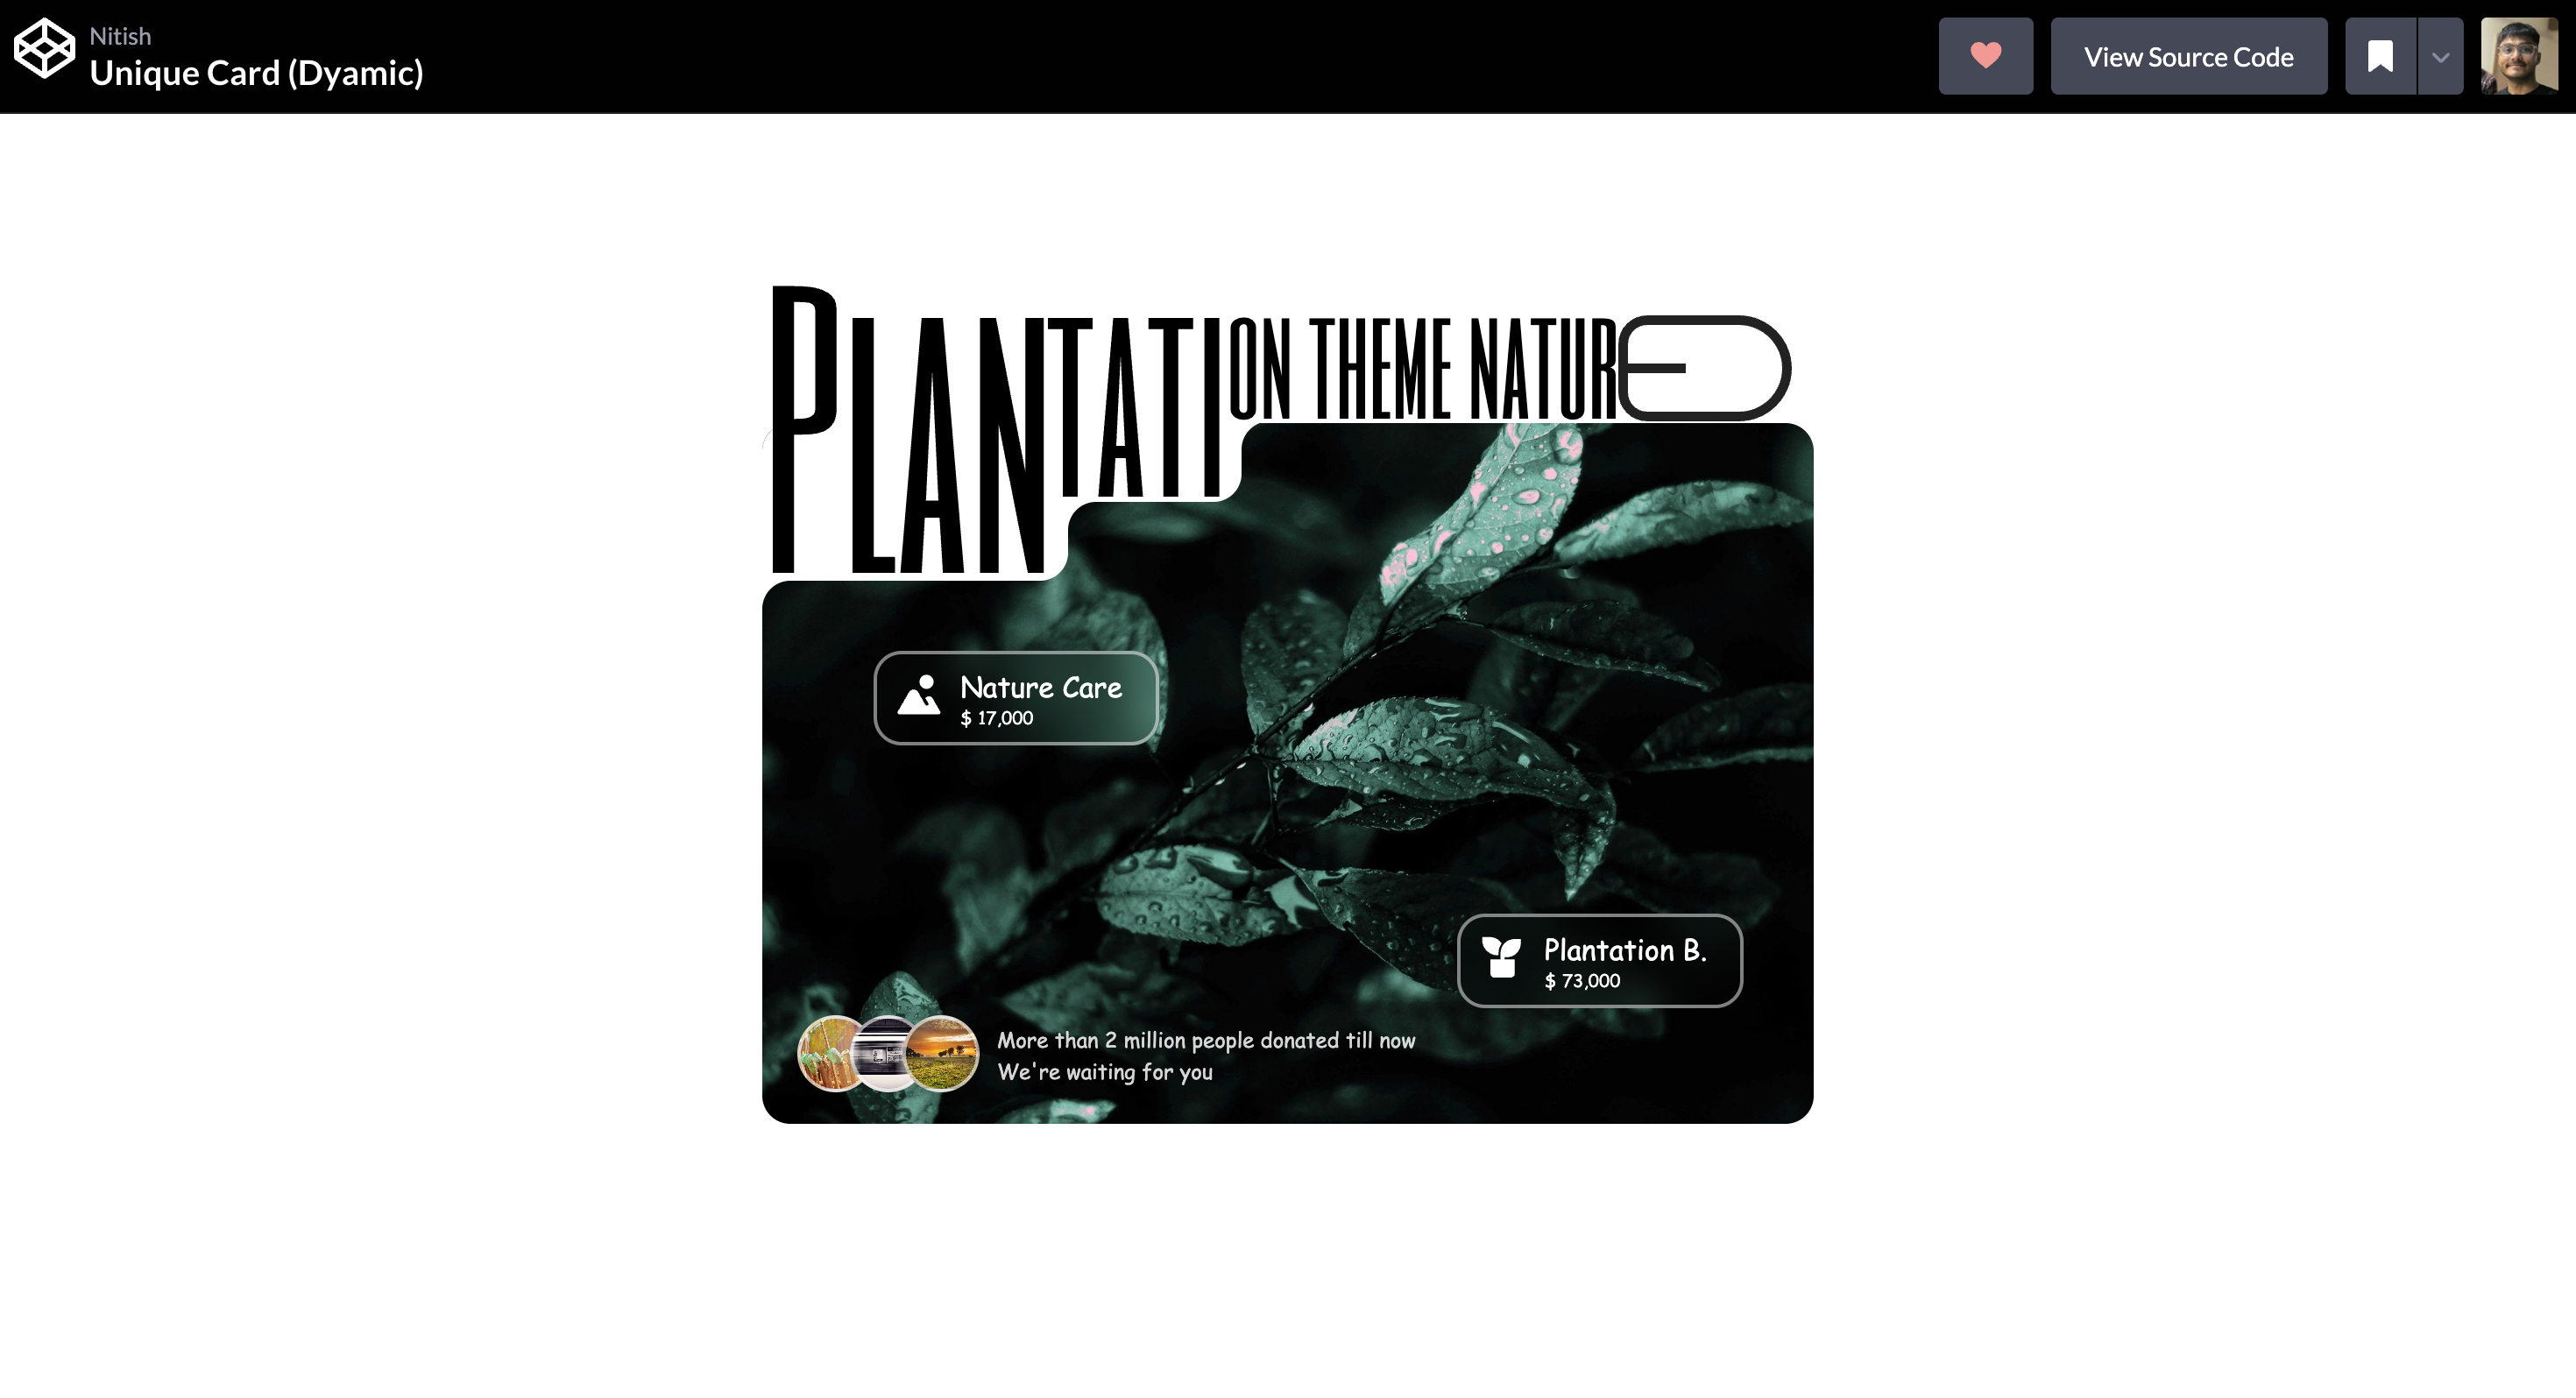 Nitish
Unique Card (Dyamic)
View Source Code
PLANTATION THEME NATURE
Nature Care
$ 17,000
Plantation B.
$ 73,000
More than 2 million people donated till now
We're waiting for you